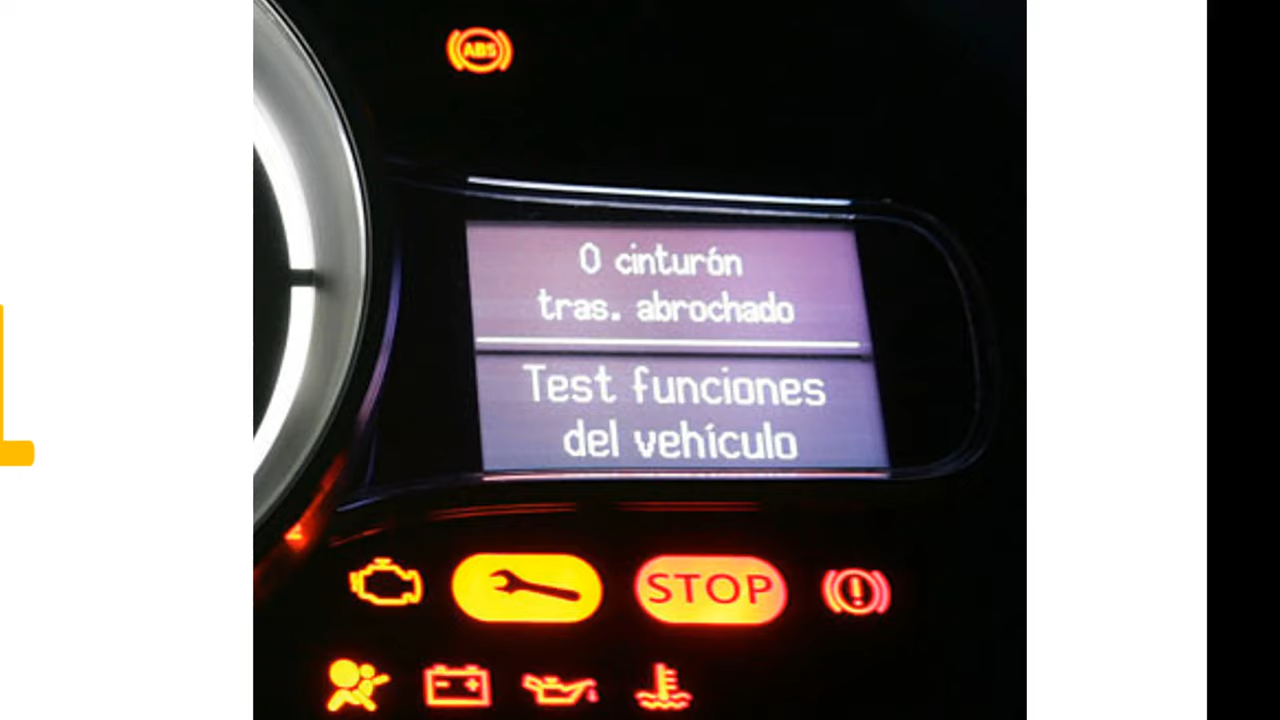 ABS
0 cinturón
tras. abrochado
Test funciones
del vehículo
STOP